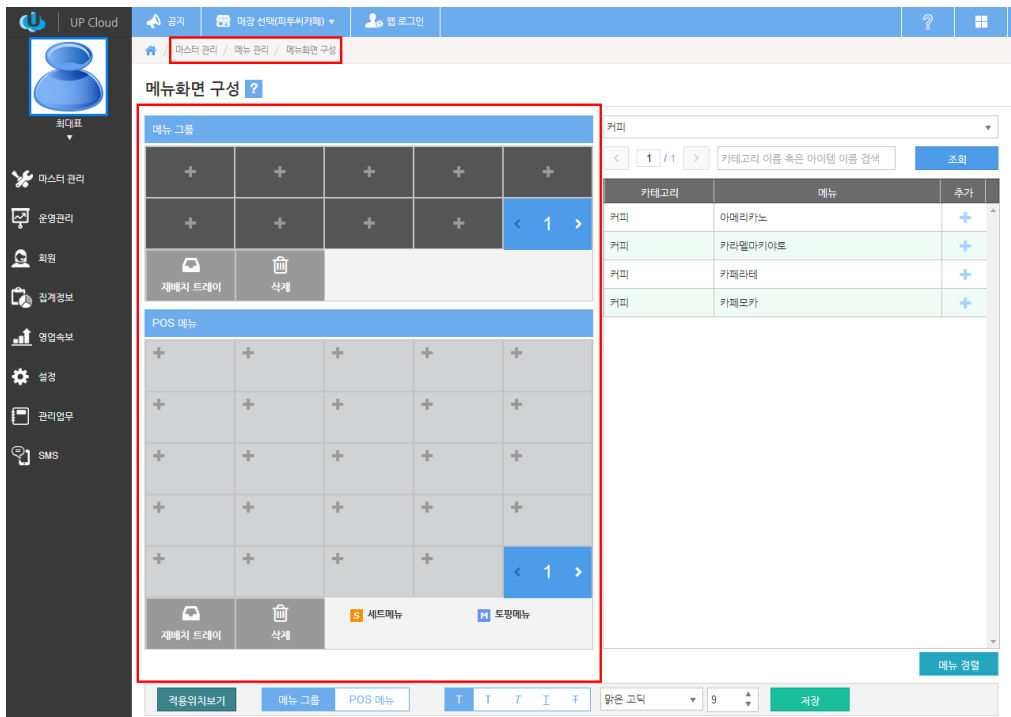 UP Cloud
공지
매장 선택(피투씨카페) ▾
웹 로그인
?
마스터 관리 / 메뉴 관리 / 메뉴화면 구성
메뉴화면 구성 ?
최대표
마스터 관리
운영관리
회원
집계정보
영업속보
설정
관리업무
SMS
메뉴 그룹
1
재배치 트레이
삭제
POS 메뉴
1
재배치 트레이
삭제
S 세트메뉴
M 토핑메뉴
커피
1 / 1
카테고리 이름 혹은 아이템 이름 검색
조회
카테고리 메뉴 추가
커피 아메리카노
커피 카라멜마키야토
커피 카페라테
커피 카페모카
메뉴 정렬
적용위치보기
메뉴 그룹
POS 메뉴
T T T T T
맑은 고딕
9
저장